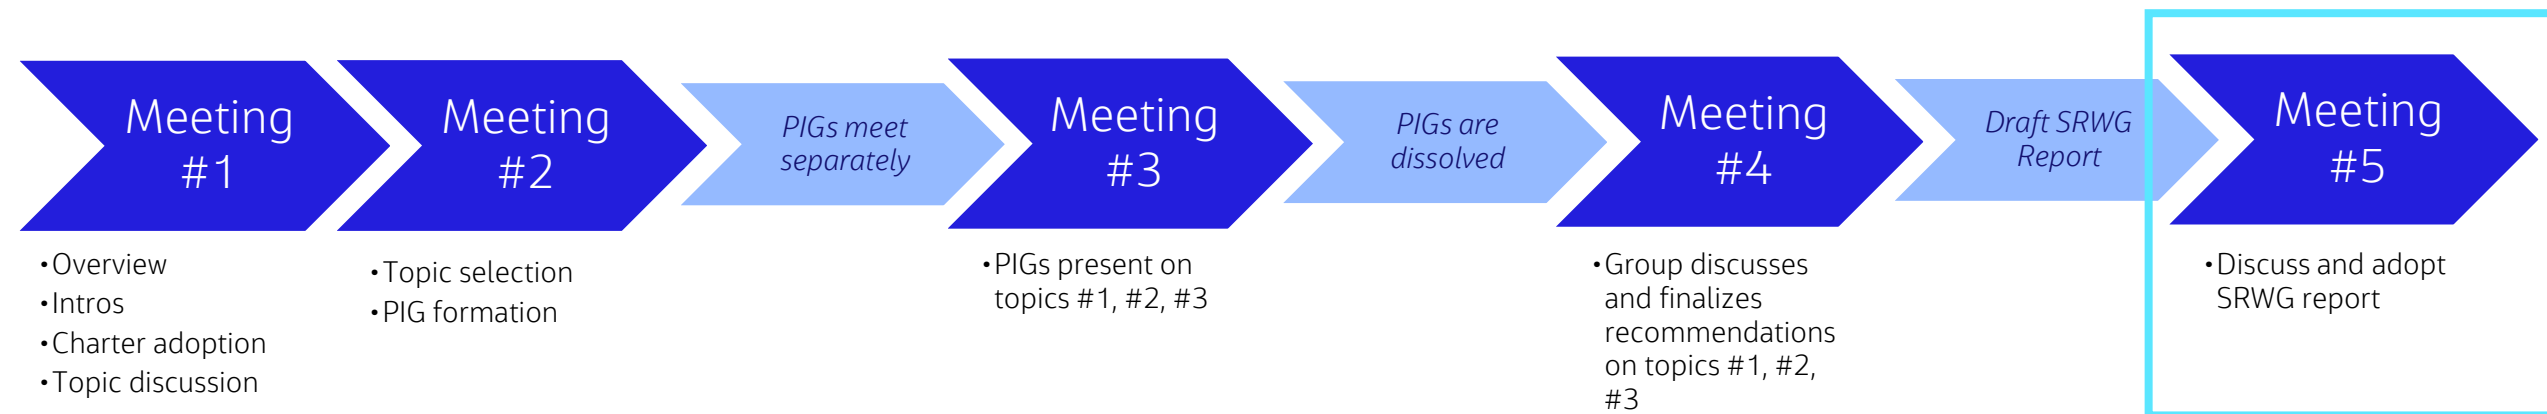 Meeting
#1
•Overview
•Intros
•Charter adoption
•Topic discussion
Meeting
#2
•Topic selection
•PIG formation
PIGs meet
separately
Meeting
#3
•PIGs present on
topics #1, #2, #3
PIGs are
dissolved
Meeting
#4
•Group discusses
and finalizes
recommendations
on topics #1, #2,
#3
Draft SRWG
Report
Meeting
#5
•Discuss and adopt
SRWG report